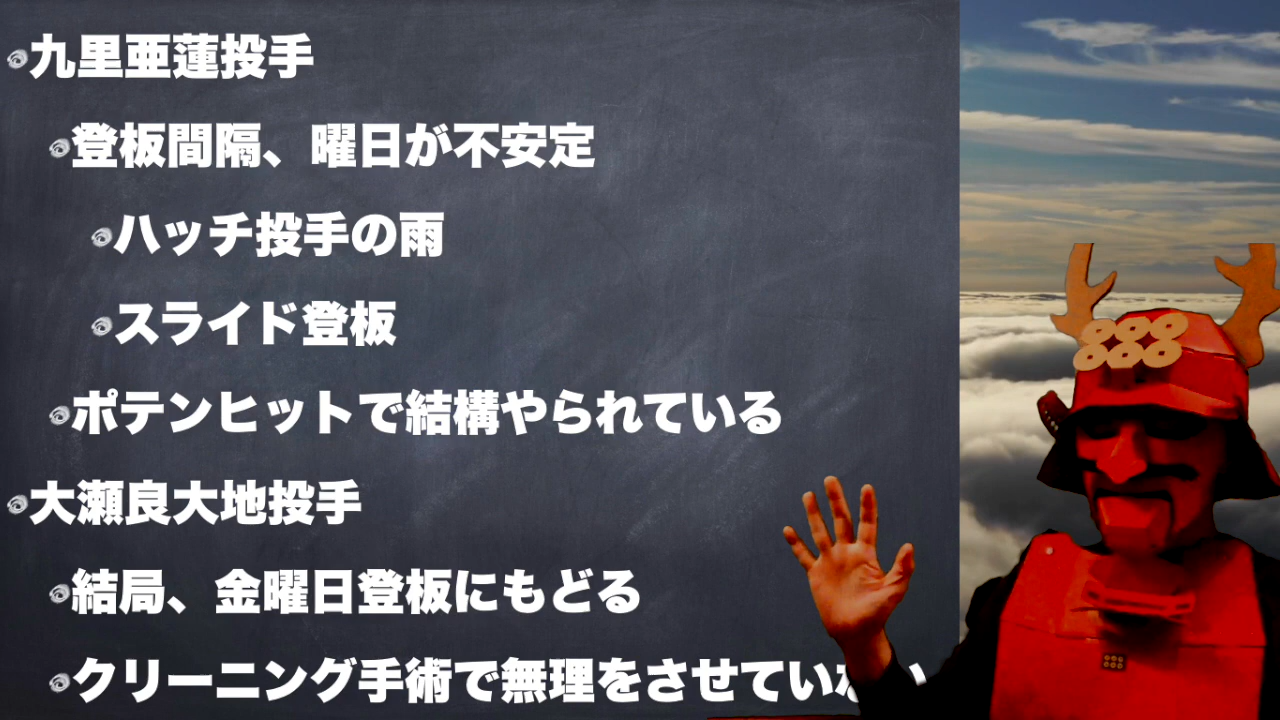 九里亜蓮投手
登板間隔、曜日が不安定
ハッチ投手の雨
スライド登板
ポテンヒットで結構やられている
大瀬良大地投手
結局、金曜日登板にもどる
クリーニング手術で無理をさせていない